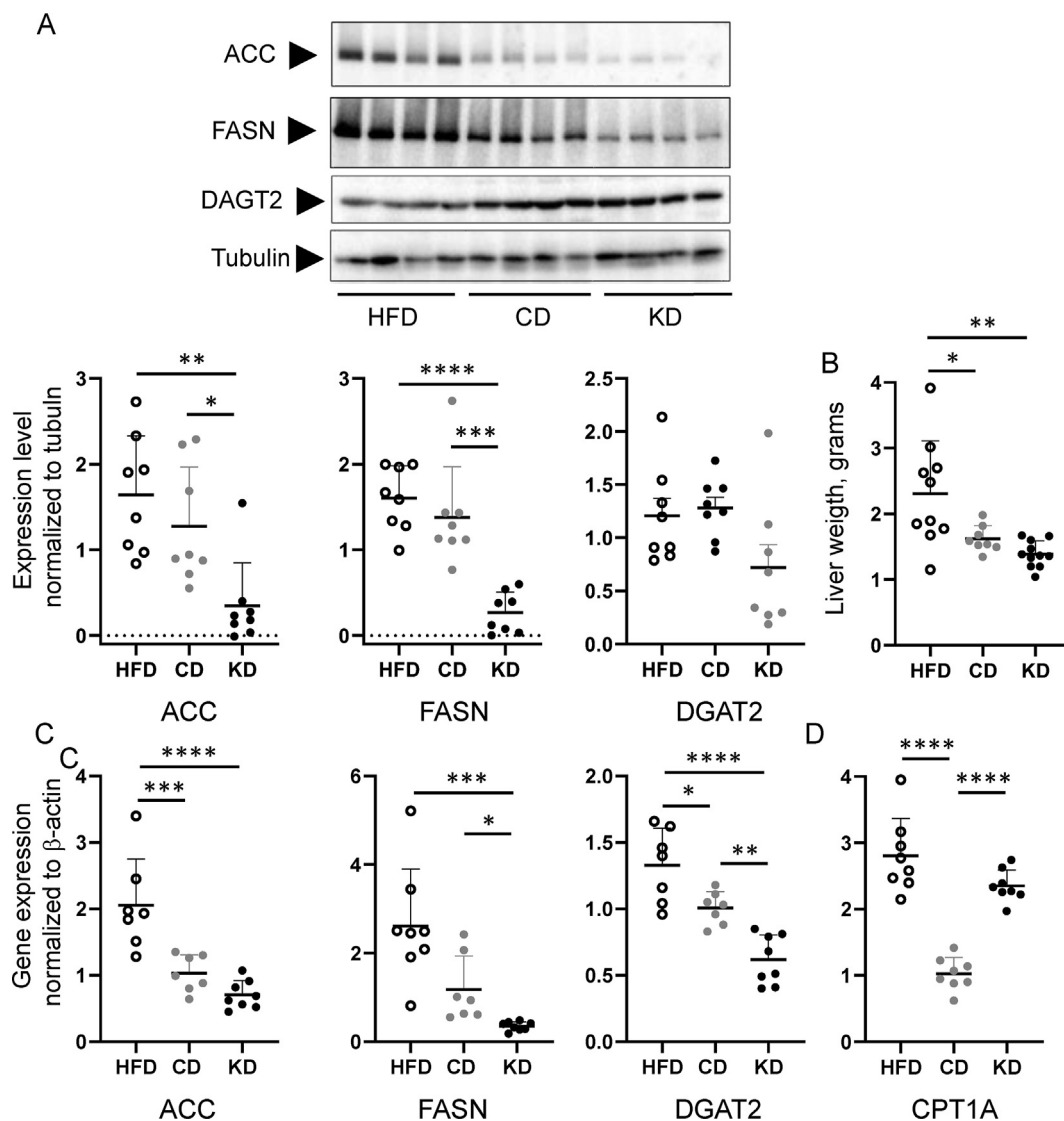 A
ACC
FASN
DAGT2
Tubulin
HFD CD KD
Expression level
normalized to tubuln
** *
3
2
1
0
HFD CD KD
ACC
**** ***
3
2
1
0
HFD CD KD
FASN
2.5
2.0
1.5
1.0
0.5
0.0
HFD CD KD
DGAT2
B
Liver weigth, grams
** *
4
3
2
1
0
HFD CD KD
C
C
Gene expression
normalized to β-actin
**** ***
4
3
2
1
0
HFD CD KD
ACC
*** *
6
4
2
0
HFD CD KD
FASN
**** * **
2.0
1.5
1.0
0.5
0.0
HFD CD KD
DGAT2
D
**** ****
4
3
2
1
0
HFD CD KD
CPT1A